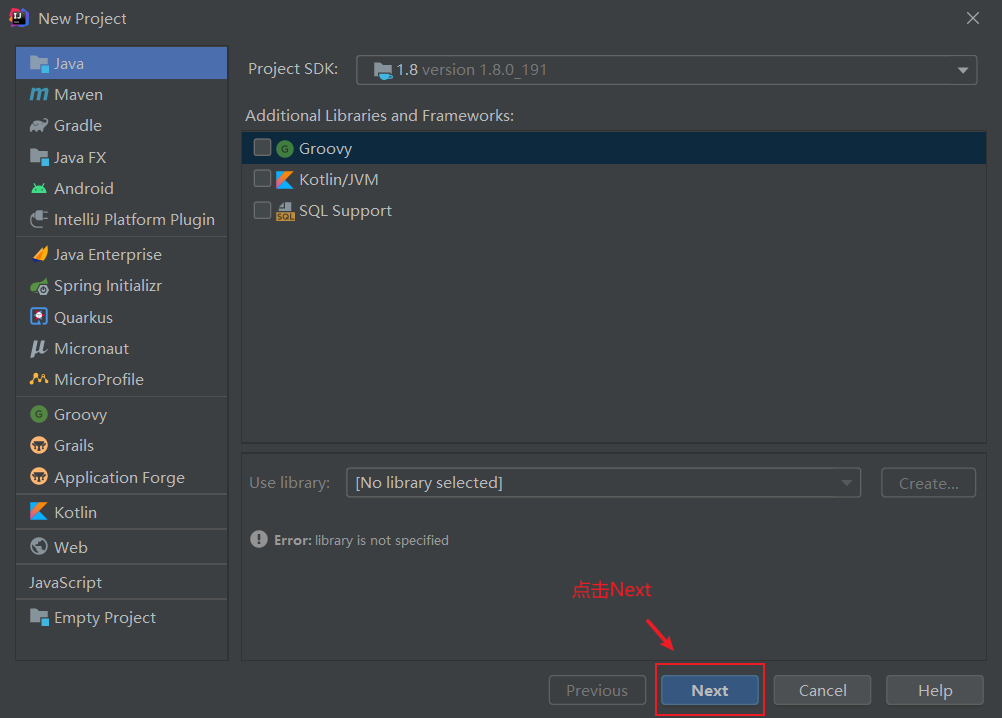 New Project
Java
Maven
Gradle
Java FX
Android
IntelliJ Platform Plugin
Java Enterprise
Spring Initializr
Quarkus
Micronaut
MicroProfile
Groovy
Grails
Application Forge
Kotlin
Web
JavaScript
Empty Project
Project SDK: 1.8 version 1.8.0_191
Additional Libraries and Frameworks:
Groovy
Kotlin/JVM
SQL Support
Use library: [No library selected] Create...
Error: library is not specified
点击Next
Previous Next Cancel Help